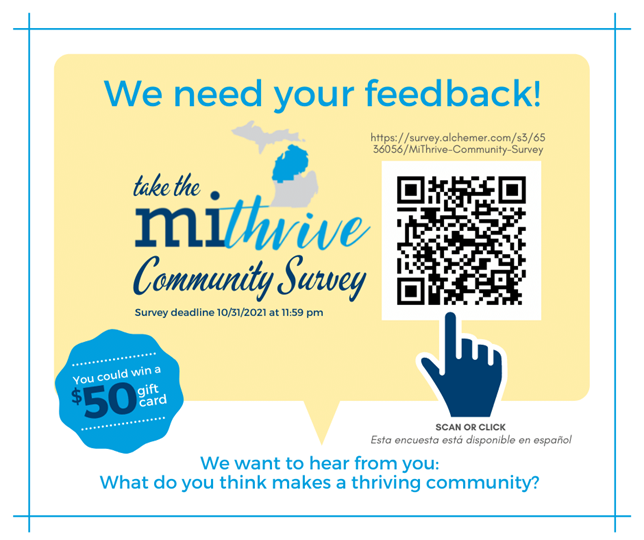 We need your feedback!
https://survey.alchemer.com/s3/65
36056/MiThrive-Community-Survey
take the
mithrive
Community Survey
Survey deadline 10/31/2021 at 11:59 pm
You could win a
$50 gift
card
SCAN OR CLICK
Esta encuesta está disponible en español
We want to hear from you:
What do you think makes a thriving community?